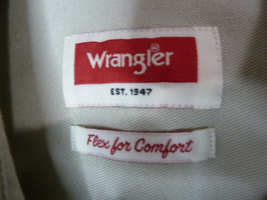 Wrangler
EST. 1947
Flex for Comfort